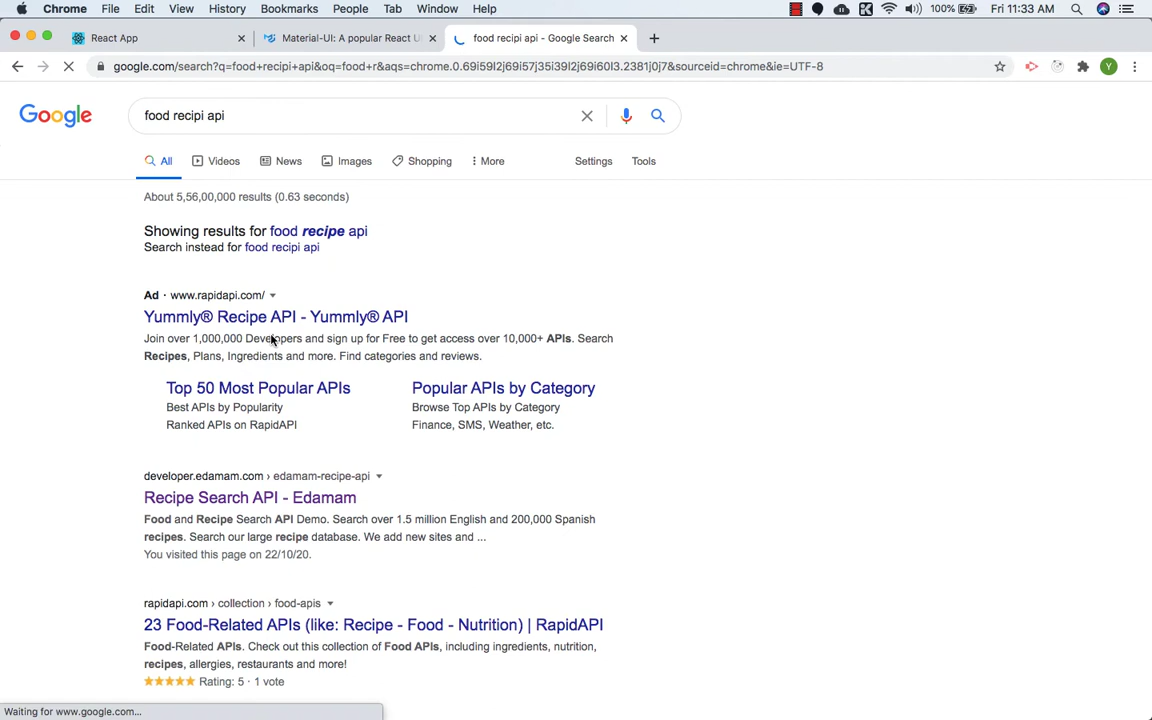 Chrome File Edit View History Bookmarks People Tab Window Help 100% Fri 11:33 AM
React App Material-UI: A popular React U food recipi api - Google Search
google.com/search?q=food+recipi+api&oq=food+r&aqs=chrome.0.69i59l2j69i57j35i39l2j69i60l3.2381j0j7&sourceid=chrome&ie=UTF-8 Y
Google food recipi api
All Videos News Images Shopping More Settings Tools
About 5,56,00,000 results (0.63 seconds)
Showing results for food recipe api
Search instead for food recipi api
Ad · www.rapidapi.com/
Yummly® Recipe API - Yummly® API
Join over 1,000,000 Developers and sign up for Free to get access over 10,000+ APIs. Search
Recipes, Plans, Ingredients and more. Find categories and reviews.
Top 50 Most Popular APIs Popular APIs by Category
Best APIs by Popularity Browse Top APIs by Category
Ranked APIs on RapidAPI Finance, SMS, Weather, etc.
developer.edamam.com › edamam-recipe-api
Recipe Search API - Edamam
Food and Recipe Search API Demo. Search over 1.5 million English and 200,000 Spanish
recipes. Search our large recipe database. We add new sites and ...
You visited this page on 22/10/20.
rapidapi.com › collection › food-apis
23 Food-Related APIs (like: Recipe - Food - Nutrition) | RapidAPI
Food-Related APIs. Check out this collection of Food APIs, including ingredients, nutrition,
recipes, allergies, restaurants and more!
Rating: 5 · 1 vote
Waiting for www.google.com...